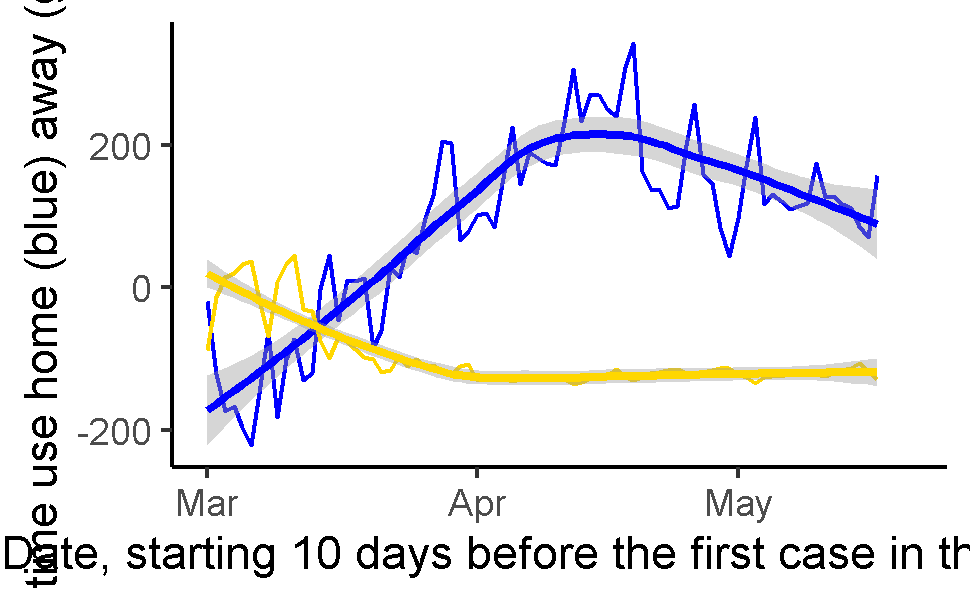 time use home (blue) away (
200
0
-200
Mar Apr May
Date, starting 10 days before the first case in th